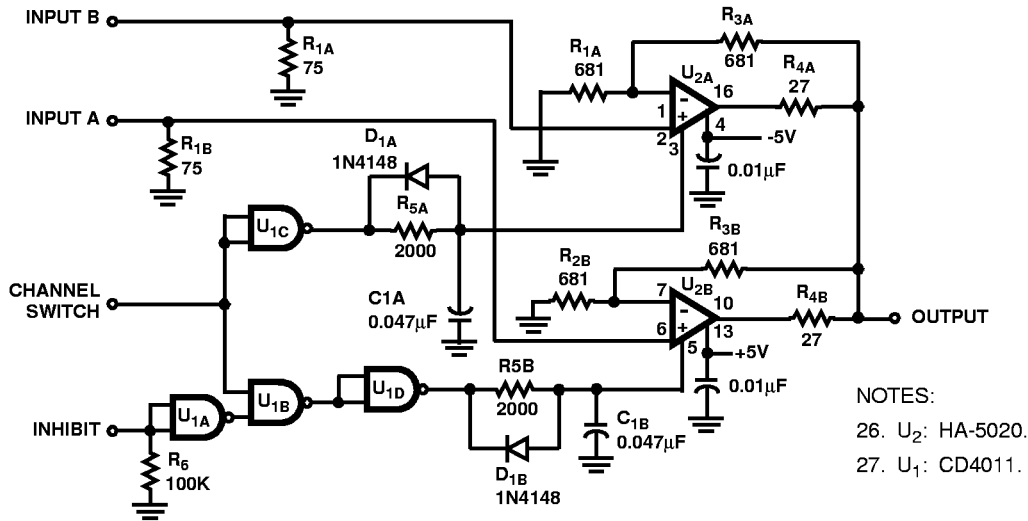 INPUT B
R1A
75
INPUT A
R1B
75
R3A
681
R1A
681
U2A
R4A
27
16
1
-
+
2
3
4
-5V
0.01µF
D1A
1N4148
R5A
2000
U1C
C1A
0.047µF
CHANNEL
SWITCH
R3B
681
R2B
681
U2B
R4B
27
7
-
10
6
+
13
5
+5V
0.01µF
OUTPUT
U1A
U1B
U1D
R5B
2000
D1B
1N4148
C1B
0.047µF
INHIBIT
R6
100K
NOTES:
26. U2: HA-5020.
27. U1: CD4011.